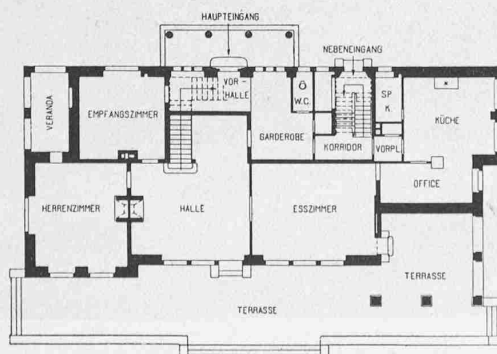 HAUPTEINGANG
NEBENEINGANG
VERANDA
EMPFANGSZIMMER
VOR-
HALLE
W.C.
GARDEROBE
SP
K
KÜCHE
KORRIDOR
VORPL.
OFFICE
HERRENZIMMER
HALLE
ESSZIMMER
TERRASSE
TERRASSE